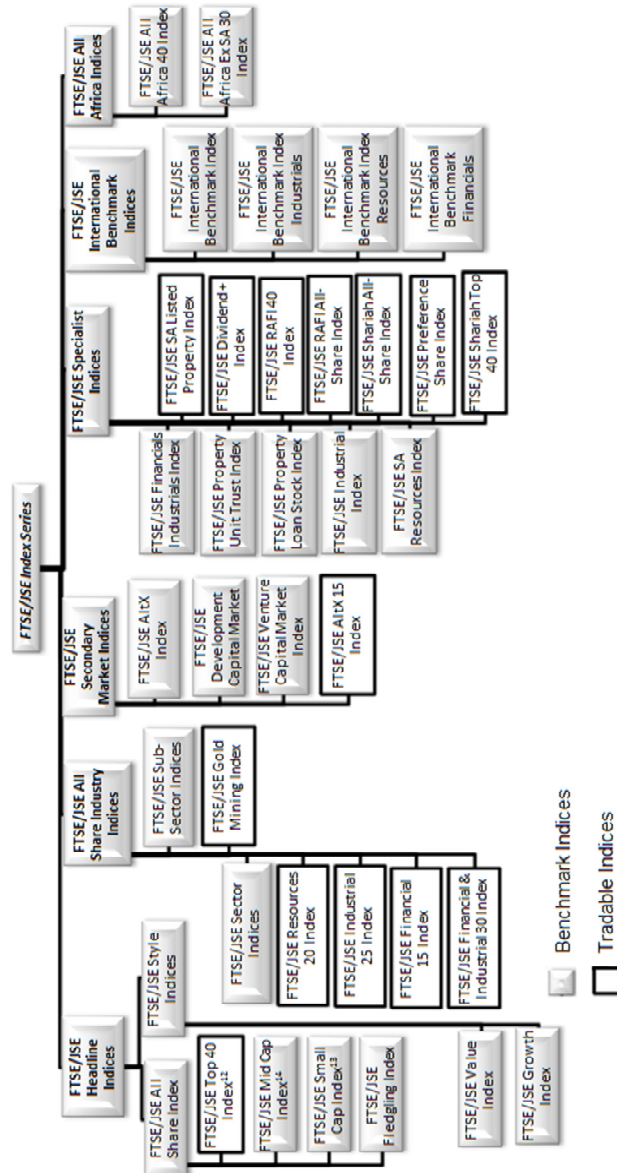 FTSE/JSE Index Series
FTSE/JSE
Headline
Indices
FTSE/JSE All
Share Index
FTSE/JSE Top 40
Index¹²
FTSE/JSE Mid Cap
Index¹⁴
FTSE/JSE Small
Cap Index¹³
FTSE/JSE
Fledgling Index
FTSE/JSE Style
Indices
FTSE/JSE Value
Index
FTSE/JSE Growth
Index
FTSE/JSE All
Share Industry
Indices
FTSE/JSE Sub-
Sector Indices
FTSE/JSE Gold
Mining Index
FTSE/JSE Sector
Indices
FTSE/JSE Resources
20 Index
FTSE/JSE Industrial
25 Index
FTSE/JSE Financial
15 Index
FTSE/JSE Financial &
Industrial 30 Index
FTSE/JSE
Secondary
Market Indices
FTSE/JSE AltX
Index
FTSE/JSE
Development
Capital Market
FTSE/JSE Venture
Capital Market
Index
FTSE/JSE AltX 15
Index
FTSE/JSE Specialist
Indices
FTSE/JSE Financials
Industrials Index
FTSE/JSE Property
Unit Trust Index
FTSE/JSE Property
Loan Stock Index
FTSE/JSE Industrial
Index
FTSE/JSE SA
Resources Index
FTSE/JSE SA Listed
Property Index
FTSE/JSE Dividend+
Index
FTSE/JSE RAFI 40
Index
FTSE/JSE RAFI All-
Share Index
FTSE/JSE Shariah All-
Share Index
FTSE/JSE Preference
Share Index
FTSE/JSE Shariah Top
40 Index
FTSE/JSE
International
Benchmark
Indices
FTSE/JSE
International
Benchmark Index
FTSE/JSE
International
Benchmark Index
Industrials
FTSE/JSE
International
Benchmark Index
Resources
FTSE/JSE
International
Benchmark
Financials
FTSE/JSE All
Africa Indices
FTSE/JSE All
Africa 40 Index
FTSE/JSE All
Africa Ex SA 30
Index
Benchmark Indices
Tradable Indices